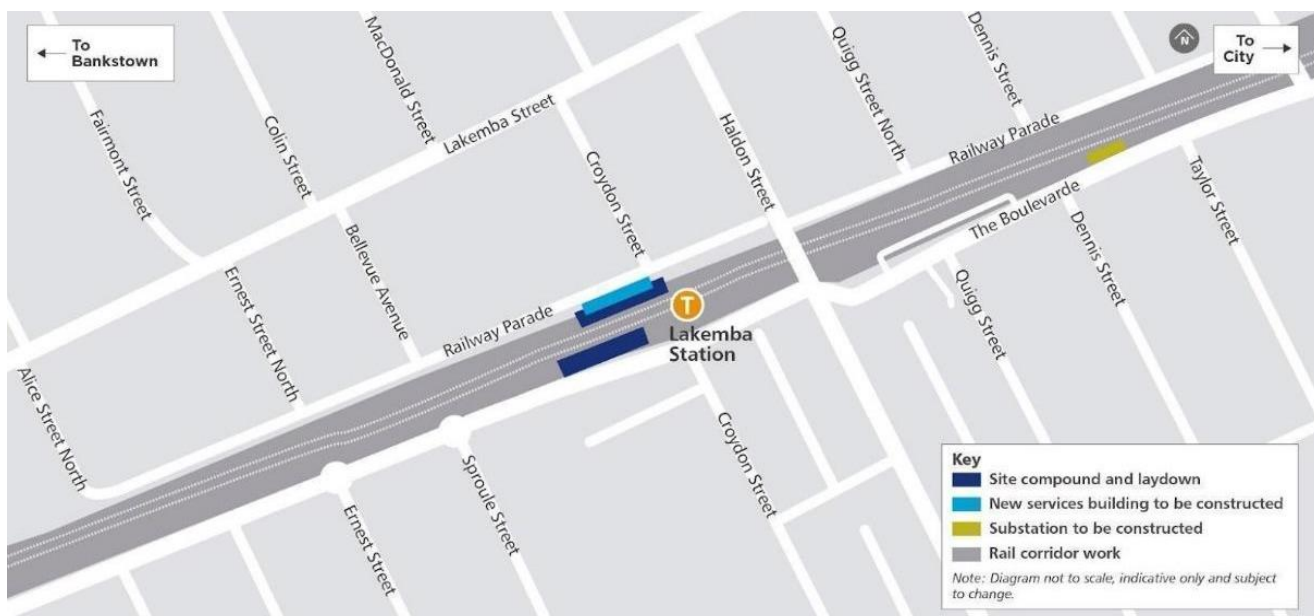 To
Bankstown
MacDonald Street
Quigg Street North
Dennis Street
N
To
City
Fairmont Street
Colin Street
Lakemba Street
Croydon Street
Haldon Street
Railway Parade
Taylor Street
Bellevue Avenue
The Boulevarde
Dennis Street
Ernest Street North
Railway Parade
T
Lakemba
Station
Quigg Street
Alice Street North
Croydon Street
Sproule Street
Ernest Street
Key
Site compound and laydown
New services building to be constructed
Substation to be constructed
Rail corridor work
Note: Diagram not to scale, indicative only and subject
to change.